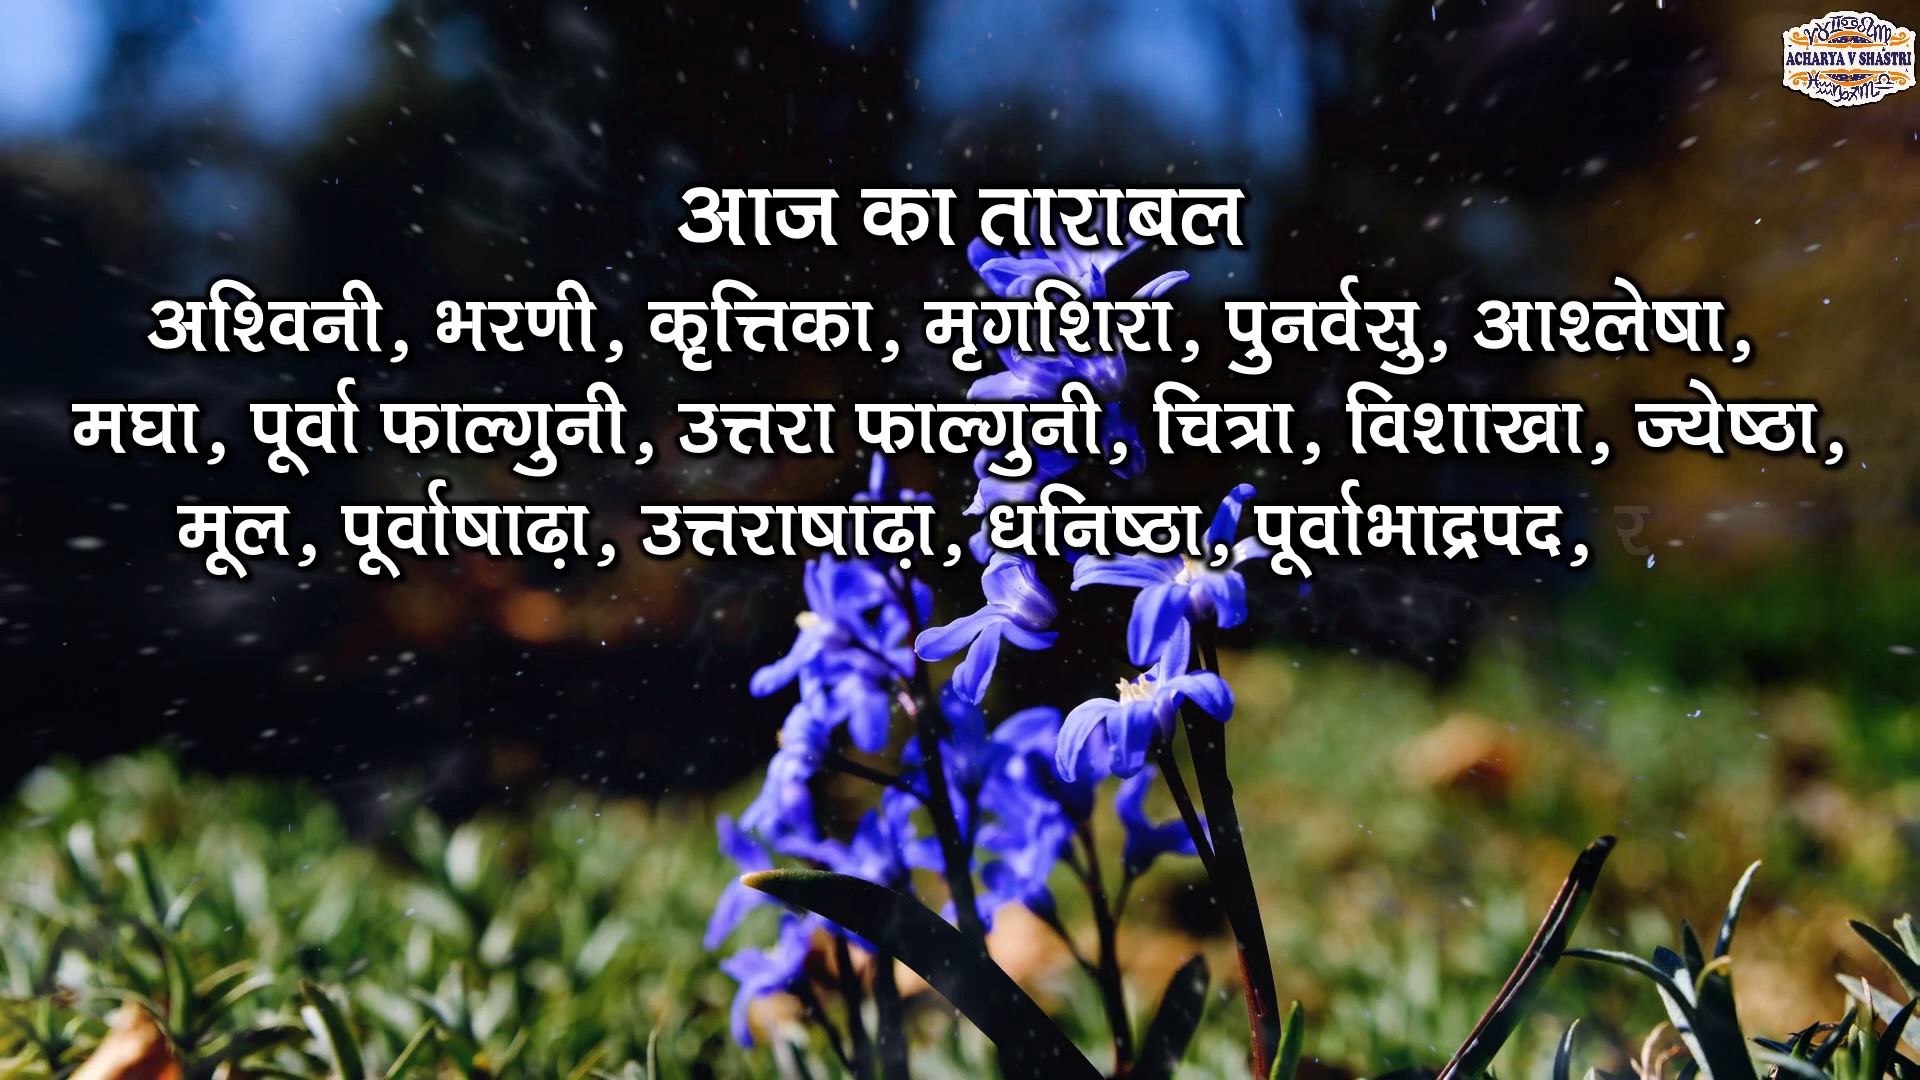 ACHARYA V SHASTRI
आज का ताराबल
अश्विनी, भरणी, कृत्तिका, मृगशिरा, पुनर्वसु, आश्लेषा,
मघा, पूर्वा फाल्गुनी, उत्तरा फाल्गुनी, चित्रा, विशाखा, ज्येष्ठा,
मूल, पूर्वाषाढ़ा, उत्तराषाढ़ा, धनिष्ठा, पूर्वाभाद्रपद,